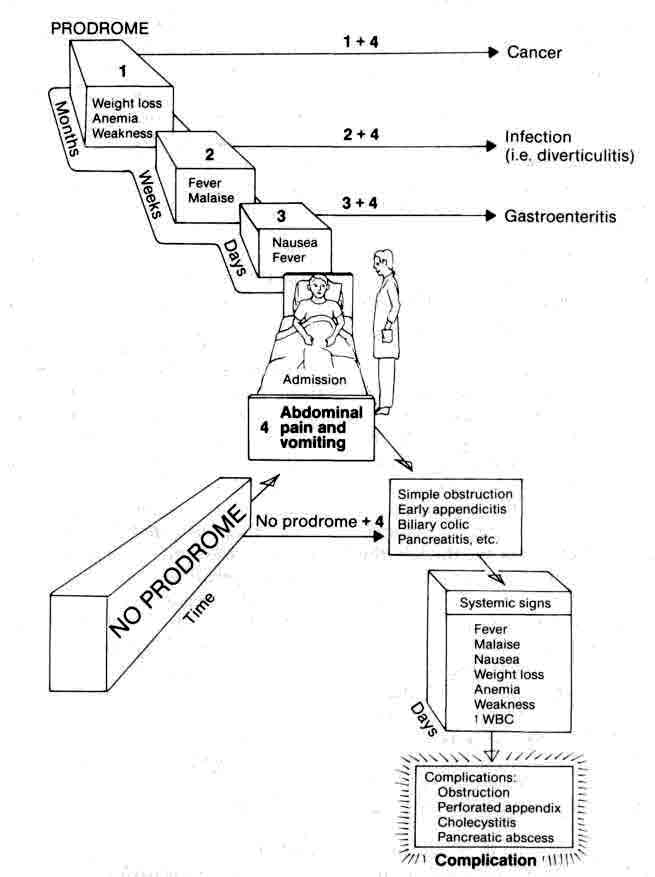 PRODROME
1 + 4
Cancer
1
Weight loss
Anemia
Weakness
Months
2 + 4
Infection
(i.e. diverticulitis)
2
Fever
Malaise
Weeks
3 + 4
Gastroenteritis
3
Nausea
Fever
Days
Admission
4 Abdominal
pain and
vomiting
NO PRODROME
Time
No prodrome + 4
Simple obstruction
Early appendicitis
Biliary colic
Pancreatitis, etc.
Systemic signs
Fever
Malaise
Nausea
Weight loss
Anemia
Weakness
↑ WBC
Days
Complications:
Obstruction
Perforated appendix
Cholecystitis
Pancreatic abscess
Complication